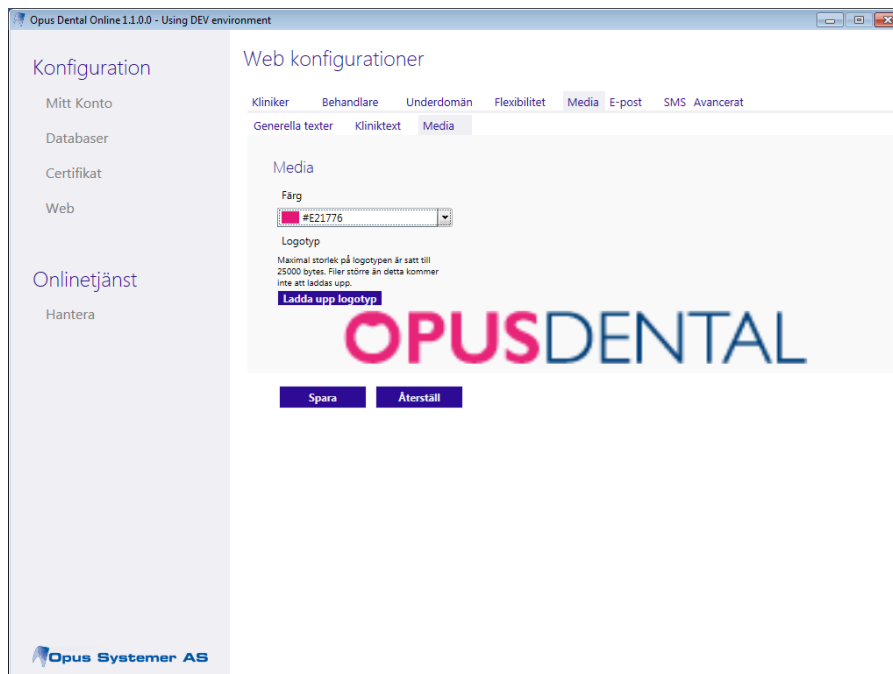 Opus Dental Online 1.1.0.0 - Using DEV environment
Konfiguration
Mitt Konto
Databaser
Certifikat
Web
Onlinetjänst
Hantera
Opus Systemer AS
Web konfigurationer
Kliniker Behandlare Underdomän Flexibilitet Media E-post SMS Avancerat
Generella texter Kliniktext Media
Media
Färg
#E21776
Logotyp
Maximal storlek på logotypen är satt till
25000 bytes. Filer större än detta kommer
inte att laddas upp.
Ladda upp logotyp
OPUSDENTAL
Spara Återställ